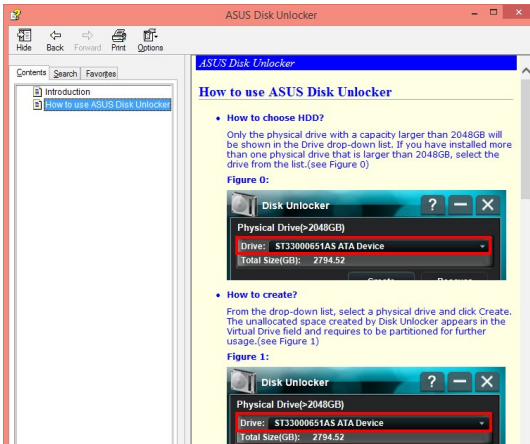 ASUS Disk Unlocker
Hide Back Forward Print Options
Contents Search Favorites
Introduction
How to use ASUS Disk Unlocker
ASUS Disk Unlocker
How to use ASUS Disk Unlocker
How to choose HDD?
Only the physical drive with a capacity larger than 2048GB will
be shown in the Drive drop-down list. If you have installed more
than one physical drive that is larger than 2048GB, select the
drive from the list.(see Figure 0)
Figure 0:
Disk Unlocker
Physical Drive(>2048GB)
Drive: ST33000651AS ATA Device
Total Size(GB): 2794.52
How to create?
From the drop-down list, select a physical drive and click Create.
The unallocated space created by Disk Unlocker appears in the
Virtual Drive field and requires to be partitioned for further
usage.(see Figure 1)
Figure 1:
Disk Unlocker
Physical Drive(>2048GB)
Drive: ST33000651AS ATA Device
Total Size(GB): 2794.52